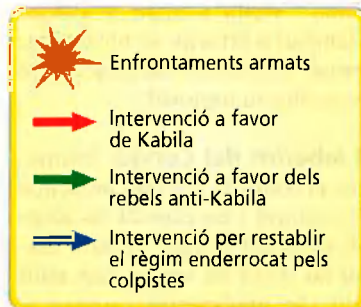 Enfrontaments armats
Intervenció a favor
de Kabila
Intervenció a favor dels
rebels anti-Kabila
Intervenció per restablir
el règim enderrocat pels
colpistes